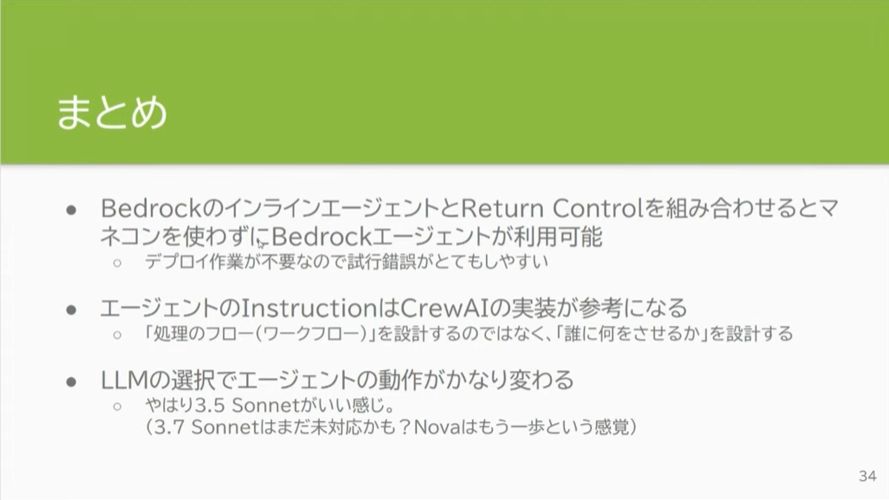 まとめ
● BedrockのインラインエージェントとReturn Controlを組み合わせるとマ
ネコンを使わずにBedrockエージェントが利用可能
○ デプロイ作業が不要なので試行錯誤がとてもしやすい
● エージェントのInstructionはCrewAIの実装が参考になる
○ 「処理のフロー（ワークフロー）」を設計するのではなく、「誰に何をさせるか」を設計する
● LLMの選択でエージェントの動作がかなり変わる
○ やはり3.5 Sonnetがいい感じ。
（3.7 Sonnetはまだ未対応かも？Novaはもう一歩という感覚）
34